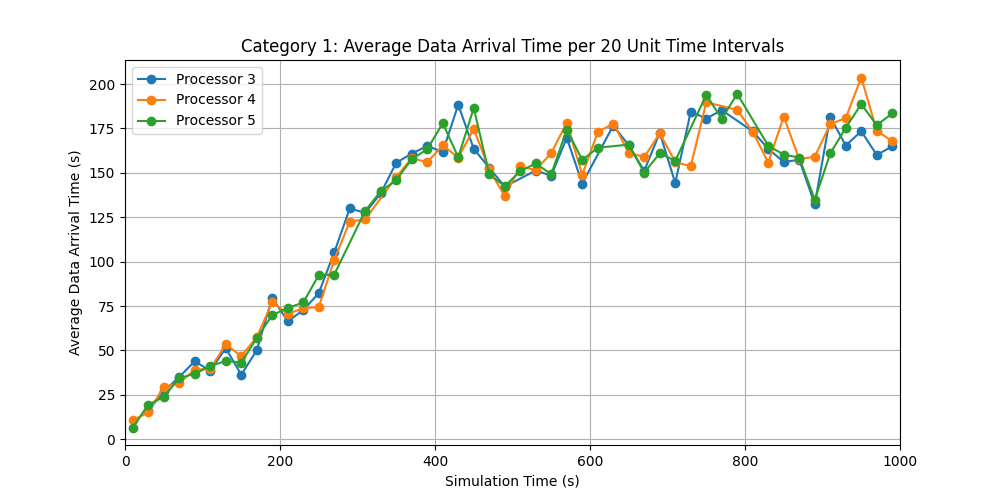 Category 1: Average Data Arrival Time per 20 Unit Time Intervals
Processor 3
Processor 4
Processor 5
Average Data Arrival Time (s)
200
175
150
125
100
75
50
25
0
0 200 400 600 800 1000
Simulation Time (s)